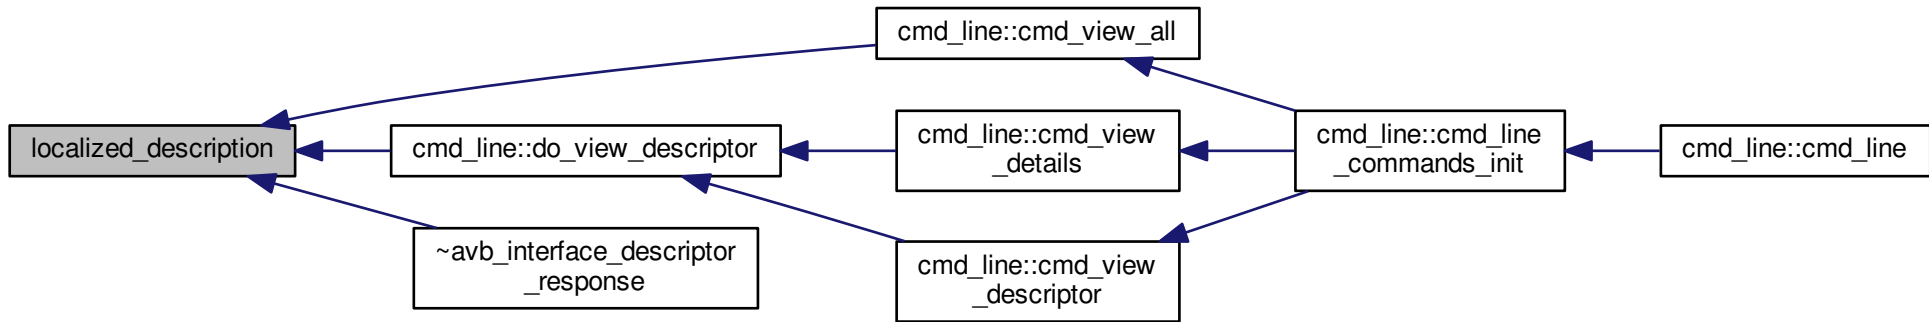 cmd_line::cmd_view_all
localized_description
cmd_line::do_view_descriptor
cmd_line::cmd_view
_details
cmd_line::cmd_line
_commands_init
cmd_line::cmd_line
~avb_interface_descriptor
_response
cmd_line::cmd_view
_descriptor